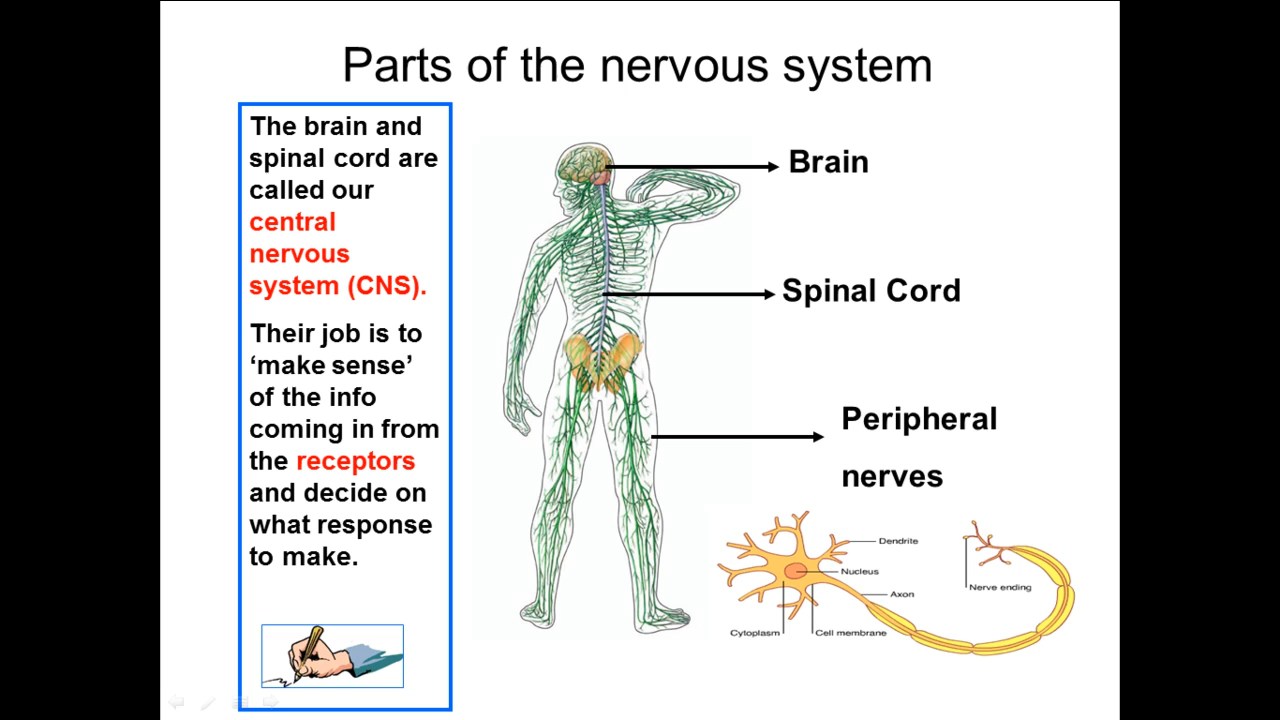 Parts of the nervous system
The brain and
spinal cord are
called our
central
nervous
system (CNS).
Their job is to
‘make sense’
of the info
coming in from
the receptors
and decide on
what response
to make.
Brain
Spinal Cord
Peripheral
nerves
Dendrite
Nucleus
Axon
Cytoplasm
Cell membrane
Nerve ending